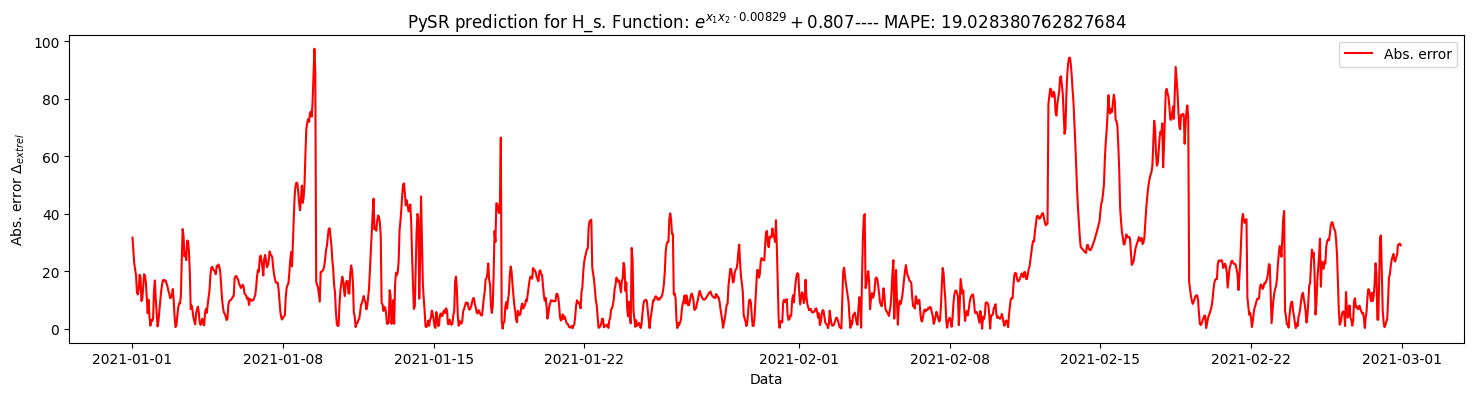 PySR prediction for H_s. Function: $e^{x_1 x_2 \cdot 0.00829} + 0.807$---- MAPE: 19.028380762827684
Abs. error
100
80
60
40
20
0
Abs. error $\Delta_{extrel}$
2021-01-01 2021-01-08 2021-01-15 2021-01-22 2021-02-01 2021-02-08 2021-02-15 2021-02-22 2021-03-01
Data